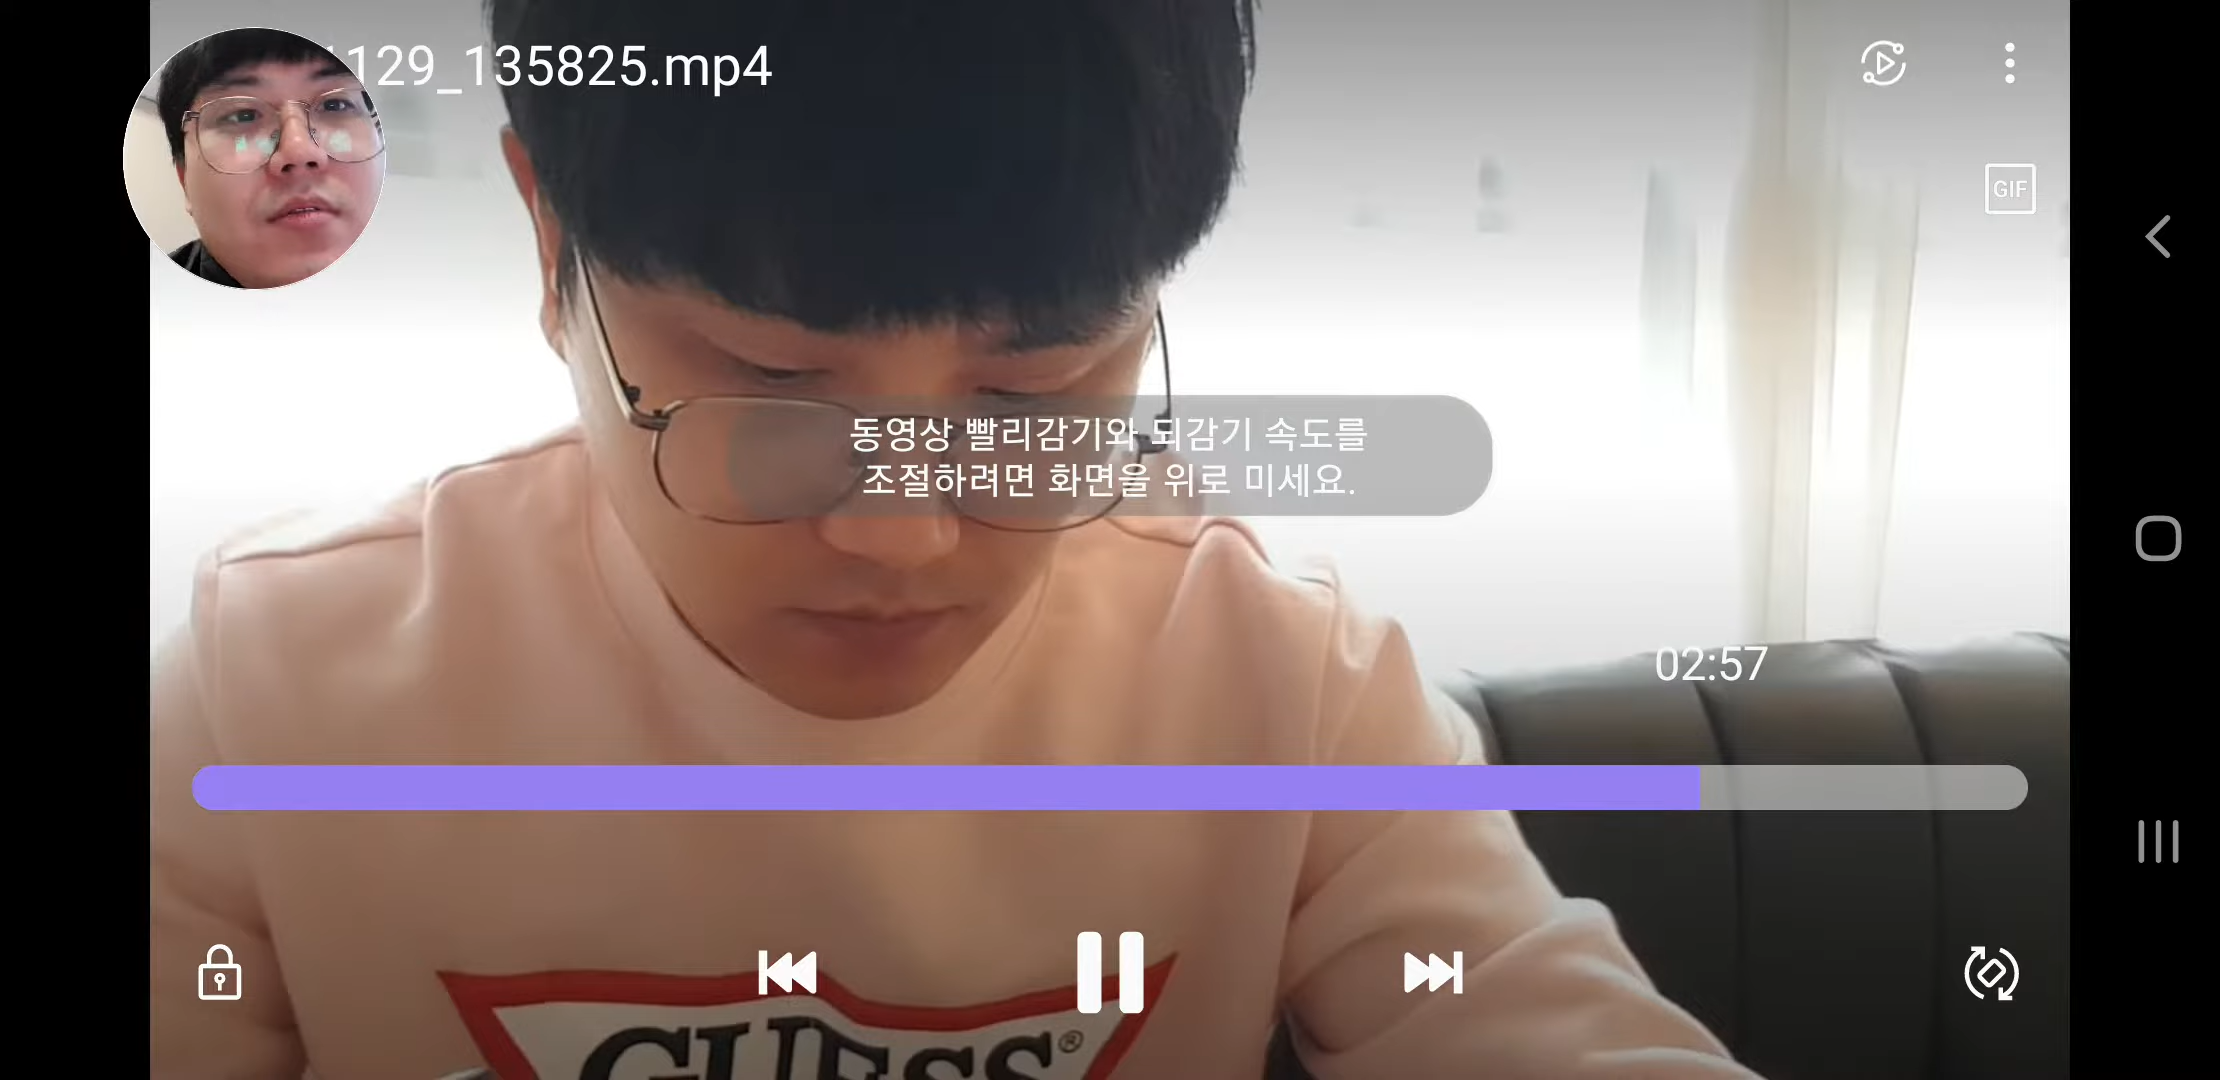 129_135825.mp4
GIF
동영상 빨리감기와 되감기 속도를
조절하려면 화면을 위로 미세요.
02:57
GUESS®